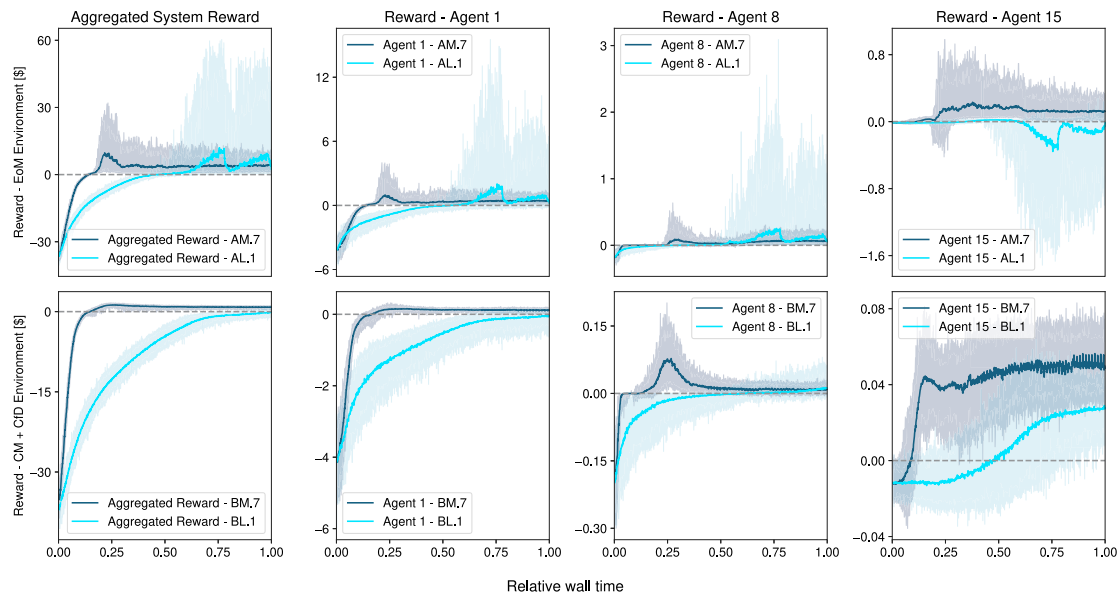 Aggregated System Reward
Reward - Agent 1
Reward - Agent 8
Reward - Agent 15
Reward - EoM Environment [$]
60
30
0
−30
Aggregated Reward - AM.7
Aggregated Reward - AL.1
12
6
0
−6
Agent 1 - AM.7
Agent 1 - AL.1
3
2
1
0
Agent 8 - AM.7
Agent 8 - AL.1
0.8
0.0
−0.8
−1.6
Agent 15 - AM.7
Agent 15 - AL.1
Reward - CM + CfD Environment [$]
0
−15
−30
Aggregated Reward - BM.7
Aggregated Reward - BL.1
0.00 0.25 0.50 0.75 1.00
0
−2
−4
−6
Agent 1 - BM.7
Agent 1 - BL.1
0.00 0.25 0.50 0.75 1.00
0.15
0.00
−0.15
−0.30
Agent 8 - BM.7
Agent 8 - BL.1
0.00 0.25 0.50 0.75 1.00
0.08
0.04
0.00
−0.04
Agent 15 - BM.7
Agent 15 - BL.1
0.00 0.25 0.50 0.75 1.00
Relative wall time